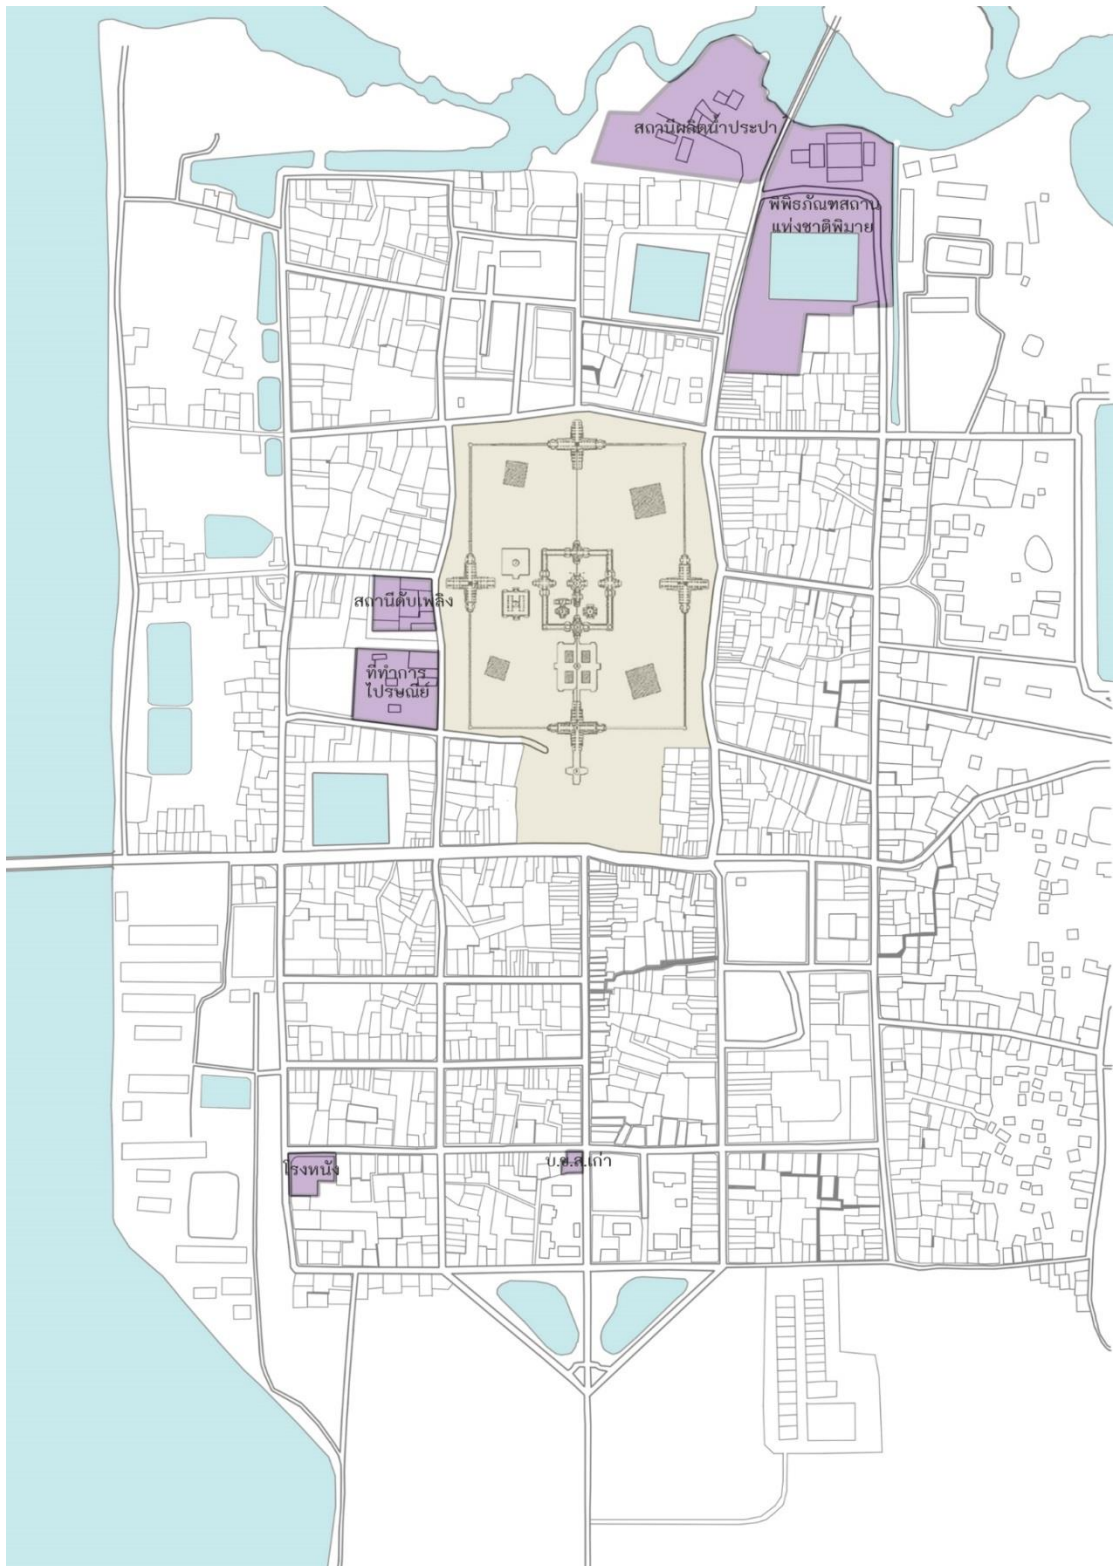 สถานีผลิตน้ำประปา
พิพิธภัณฑสถาน
แห่งชาติพิมาย
สถานีดับเพลิง
ที่ทำการ
ไปรษณีย์
โรงหนัง
บ.ข.ส.เก่า